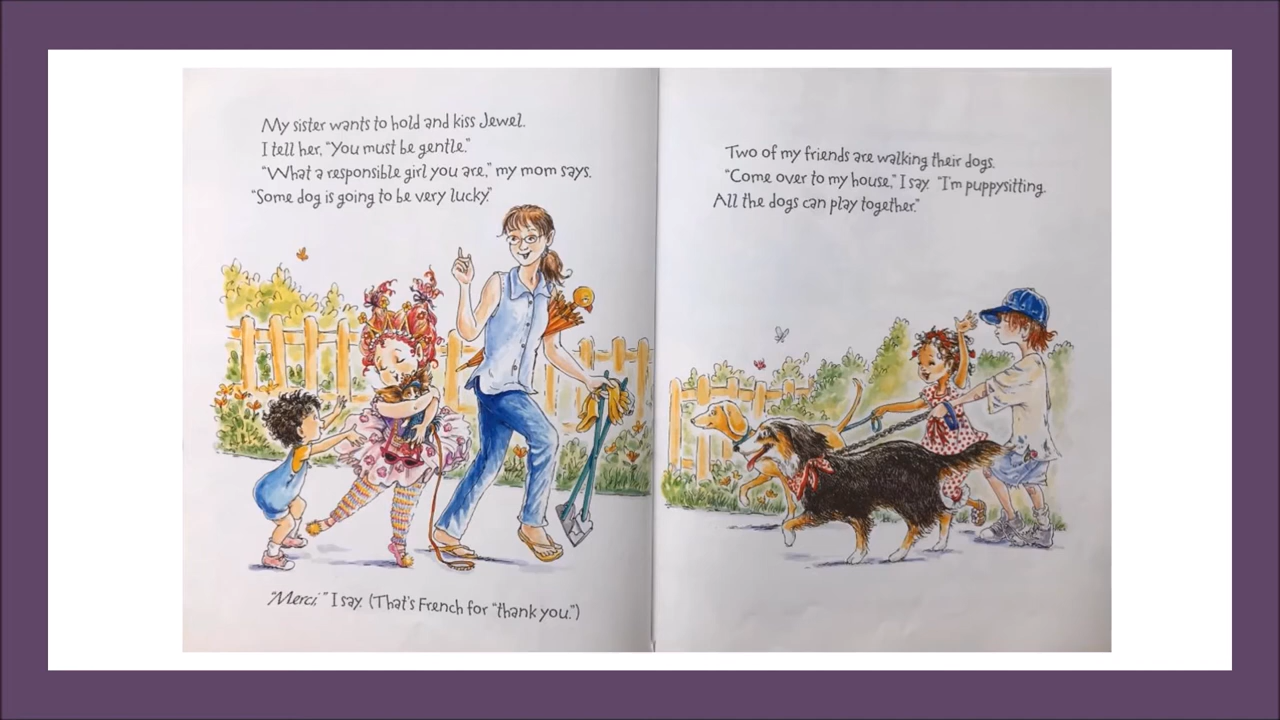 My sister wants to hold and kiss Jewel.
I tell her, "You must be gentle."
"What a responsible girl you are," my mom says.
"Some dog is going to be very lucky."
"Merci," I say. (That's French for "thank you.")
Two of my friends are walking their dogs.
"Come over to my house," I say. "I'm puppysitting.
All the dogs can play together."